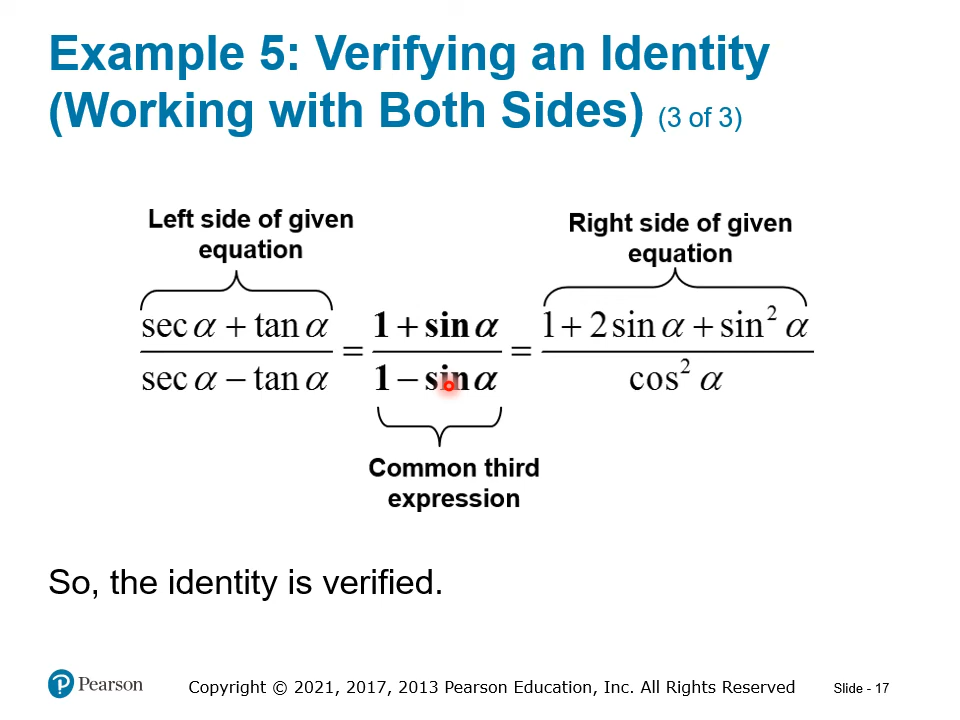 Example 5: Verifying an Identity
(Working with Both Sides) (3 of 3)
Left side of given
equation
Right side of given
equation
sec α + tan α / sec α − tan α = 1 + sin α / 1 − sin α = 1 + 2 sin α + sin² α / cos² α
Common third
expression
So, the identity is verified.
Pearson
Copyright © 2021, 2017, 2013 Pearson Education, Inc. All Rights Reserved
Slide - 17